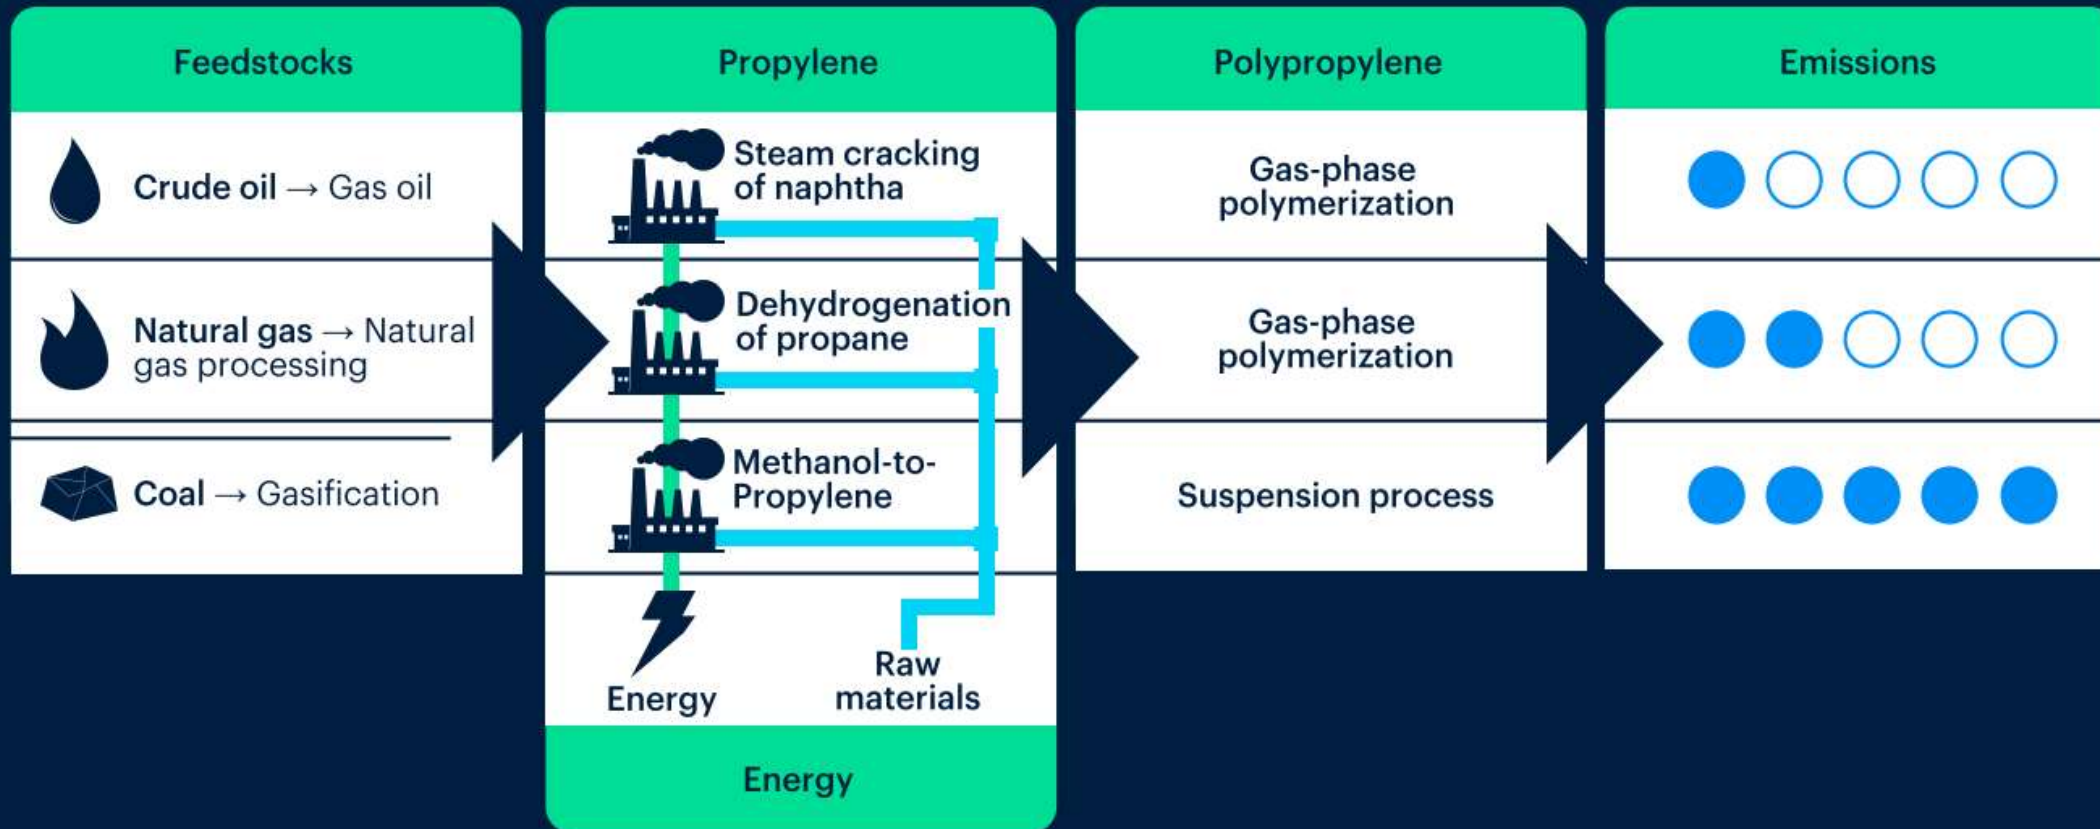 Feedstocks
Propylene
Polypropylene
Emissions
Crude oil → Gas oil
Steam cracking
of naphtha
Gas-phase
polymerization
Natural gas → Natural
gas processing
Dehydrogenation
of propane
Gas-phase
polymerization
Coal → Gasification
Methanol-to-
Propylene
Suspension process
Energy
Raw
materials
Energy